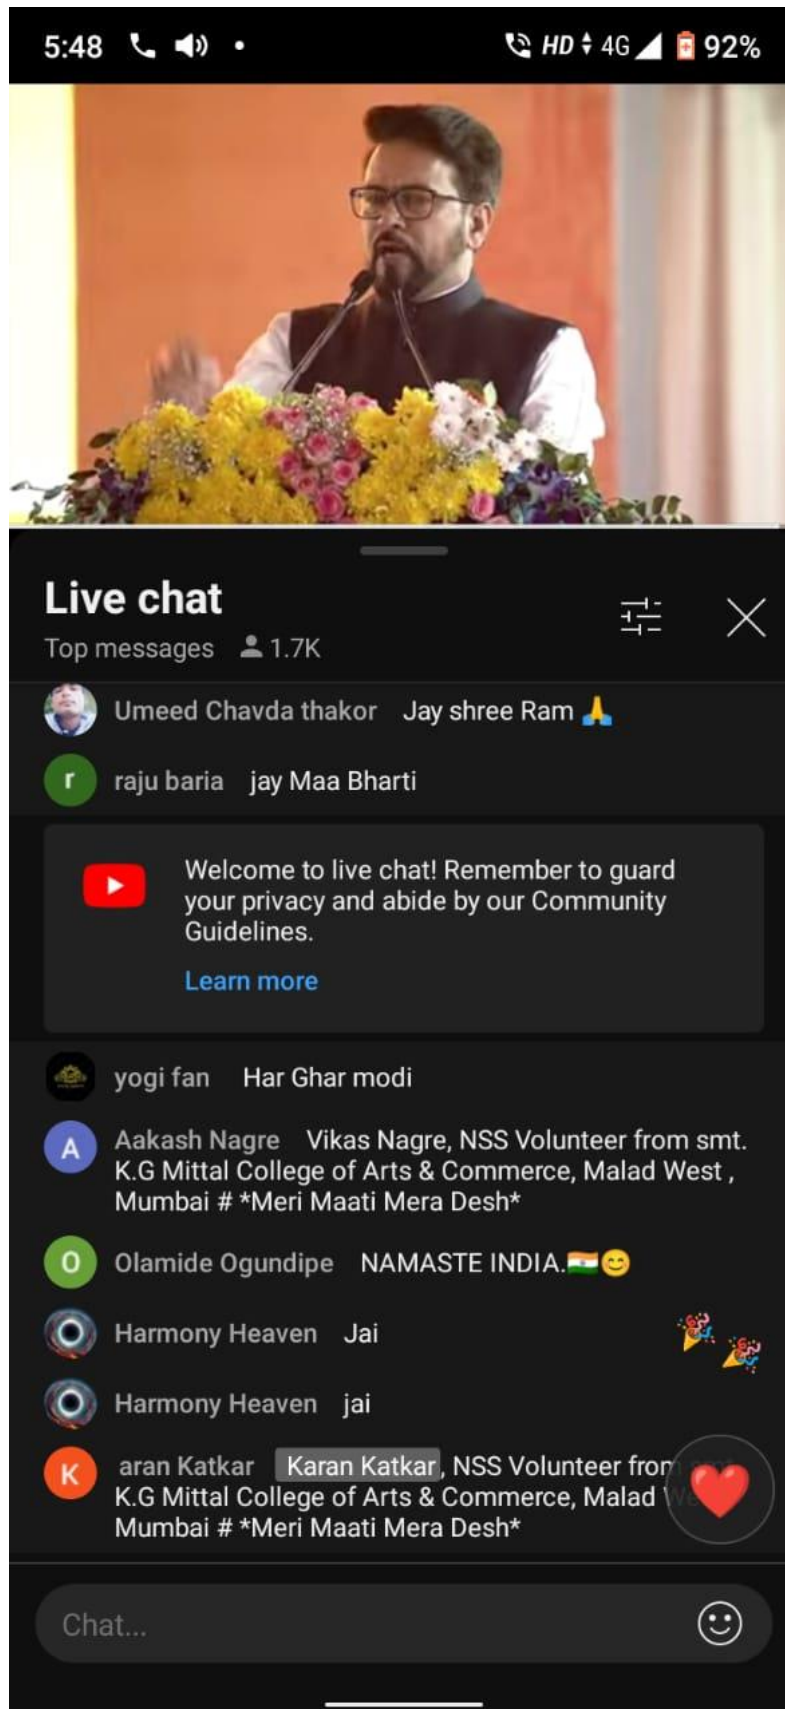 5:48 HD 4G 92%
Live chat
Top messages 1.7K
Umeed Chavda thakor Jay shree Ram 🙏
r raju baria jay Maa Bharti
Welcome to live chat! Remember to guard
your privacy and abide by our Community
Guidelines.
Learn more
yogi fan Har Ghar modi
A Aakash Nagre Vikas Nagre, NSS Volunteer from smt.
K.G Mittal College of Arts & Commerce, Malad West ,
Mumbai # *Meri Maati Mera Desh*
O Olamide Ogundipe NAMASTE INDIA.🇮🇳😊
Harmony Heaven Jai
Harmony Heaven jai
K aran Katkar Karan Katkar, NSS Volunteer from smt.
K.G Mittal College of Arts & Commerce, Malad We
Mumbai # *Meri Maati Mera Desh*
Chat...